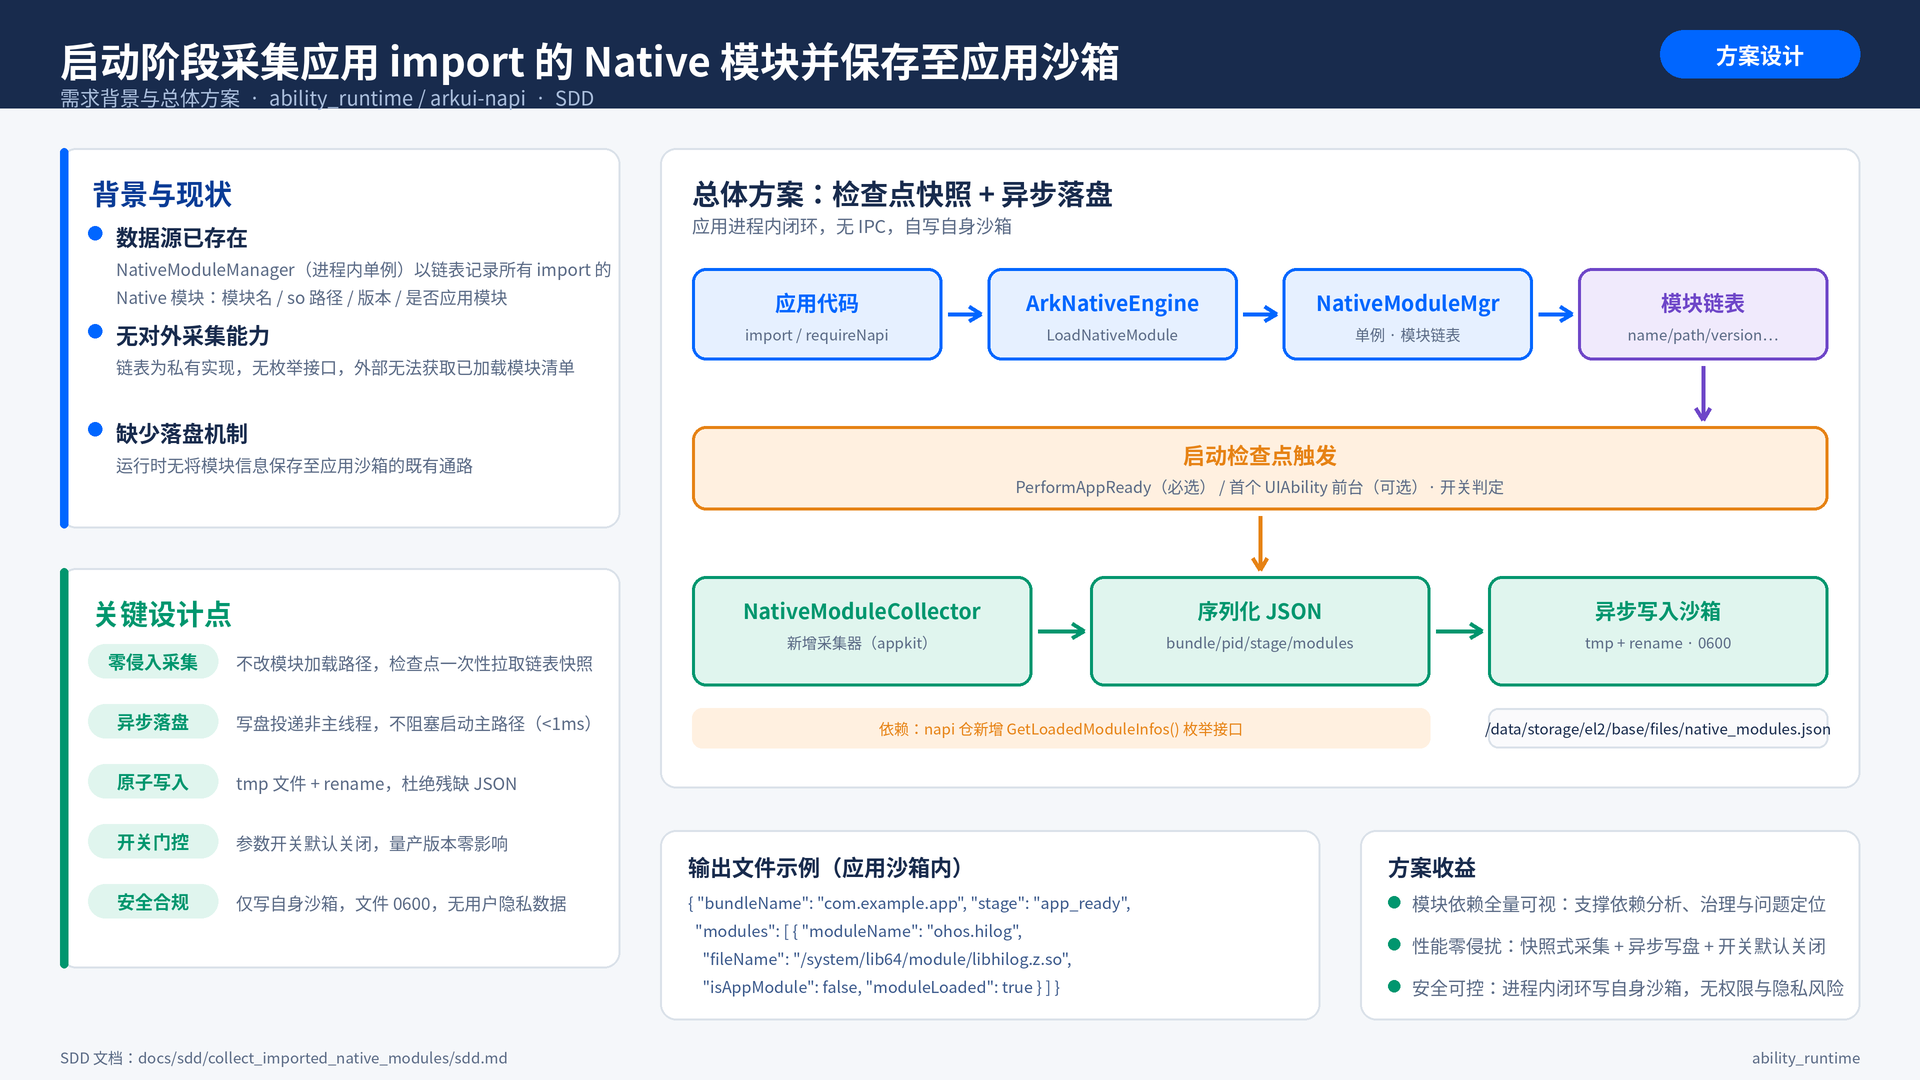 启动阶段采集应用 import 的 Native 模块并保存至应用沙箱
需求背景与总体方案 · ability_runtime / arkui-napi · SDD
方案设计
背景与现状
数据源已存在
NativeModuleManager（进程内单例）以链表记录所有 import 的
Native 模块：模块名 / so 路径 / 版本 / 是否应用模块
无对外采集能力
链表为私有实现，无枚举接口，外部无法获取已加载模块清单
缺少落盘机制
运行时无将模块信息保存至应用沙箱的既有通路
关键设计点
零侵入采集
不改模块加载路径，检查点一次性拉取链表快照
异步落盘
写盘投递非主线程，不阻塞启动主路径（<1ms）
原子写入
tmp 文件 + rename，杜绝残缺 JSON
开关门控
参数开关默认关闭，量产版本零影响
安全合规
仅写自身沙箱，文件 0600，无用户隐私数据
总体方案：检查点快照 + 异步落盘
应用进程内闭环，无 IPC，自写自身沙箱
应用代码
import / requireNapi
ArkNativeEngine
LoadNativeModule
NativeModuleMgr
单例 · 模块链表
模块链表
name/path/version…
启动检查点触发
PerformAppReady（必选） / 首个 UIAbility 前台（可选）· 开关判定
NativeModuleCollector
新增采集器（appkit）
序列化 JSON
bundle/pid/stage/modules
异步写入沙箱
tmp + rename · 0600
依赖：napi 仓新增 GetLoadedModuleInfos() 枚举接口
/data/storage/el2/base/files/native_modules.json
输出文件示例（应用沙箱内）
{ "bundleName": "com.example.app", "stage": "app_ready",
"modules": [ { "moduleName": "ohos.hilog",
"fileName": "/system/lib64/module/libhilog.z.so",
"isAppModule": false, "moduleLoaded": true } ] }
方案收益
模块依赖全量可视：支撑依赖分析、治理与问题定位
性能零侵扰：快照式采集 + 异步写盘 + 开关默认关闭
安全可控：进程内闭环写自身沙箱，无权限与隐私风险
SDD 文档：docs/sdd/collect_imported_native_modules/sdd.md
ability_runtime